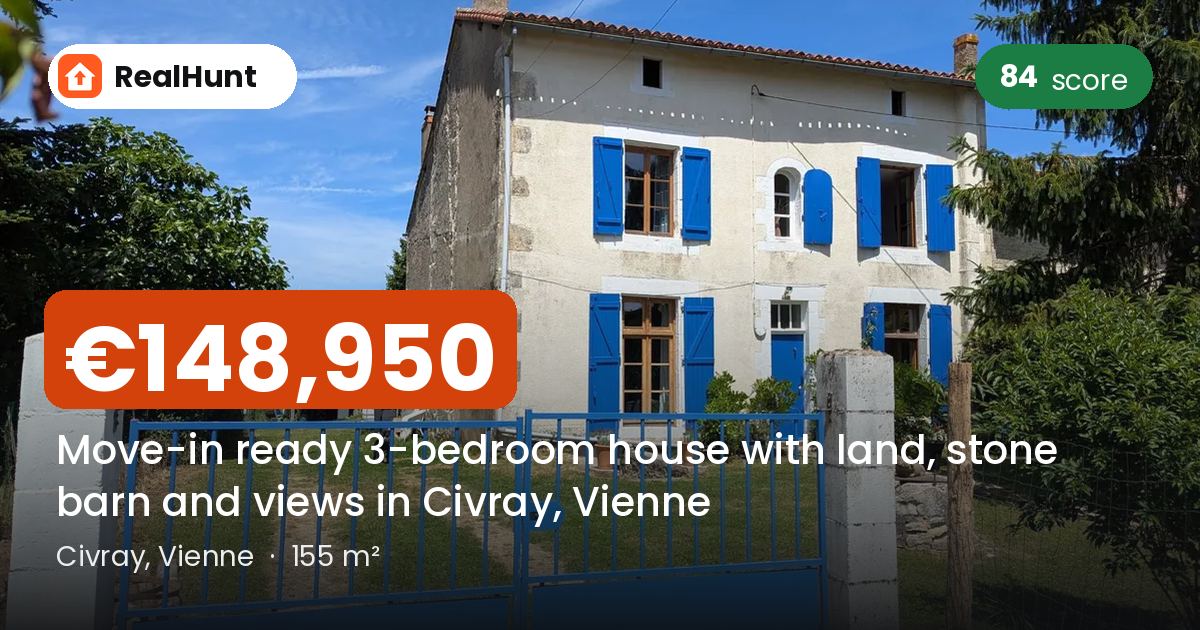 RealHunt
84 score
€148,950
Move-in ready 3-bedroom house with land, stone
barn and views in Civray, Vienne
Civray, Vienne · 155 m²